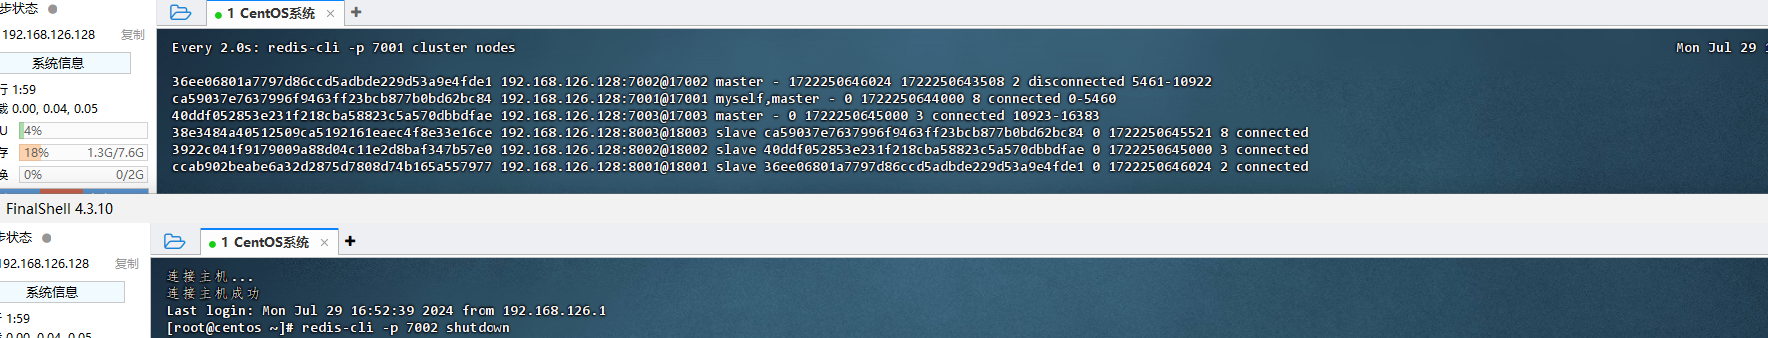 步状态
1 CentOS系统
192.168.126.128 复制
系统信息
行 1:59
载 0.00, 0.04, 0.05
U 4%
存 18% 1.3G/7.6G
换 0% 0/2G
Every 2.0s: redis-cli -p 7001 cluster nodes Mon Jul 29 1
36ee06801a7797d86ccd5adbde229d53a9e4fde1 192.168.126.128:7002@17002 master - 1722250646024 1722250643508 2 disconnected 5461-10922
ca59037e7637996f9463ff23bcb877b0bd62bc84 192.168.126.128:7001@17001 myself,master - 0 1722250644000 8 connected 0-5460
40ddf052853e231f218cba58823c5a570dbbdfae 192.168.126.128:7003@17003 master - 0 1722250645000 3 connected 10923-16383
38e3484a40512509ca5192161eaec4f8e33e16ce 192.168.126.128:8003@18003 slave ca59037e7637996f9463ff23bcb877b0bd62bc84 0 1722250645521 8 connected
3922c041f9179009a88d04c11e2d8baf347b57e0 192.168.126.128:8002@18002 slave 40ddf052853e231f218cba58823c5a570dbbdfae 0 1722250645000 3 connected
ccab902beabe6a32d2875d7808d74b165a557977 192.168.126.128:8001@18001 slave 36ee06801a7797d86ccd5adbde229d53a9e4fde1 0 1722250646024 2 connected
FinalShell 4.3.10
步状态
1 CentOS系统
192.168.126.128 复制
系统信息
行 1:59
载 0.00, 0.04, 0.05
连接主机...
连接主机成功
Last login: Mon Jul 29 16:52:39 2024 from 192.168.126.1
[root@centos ~]# redis-cli -p 7002 shutdown